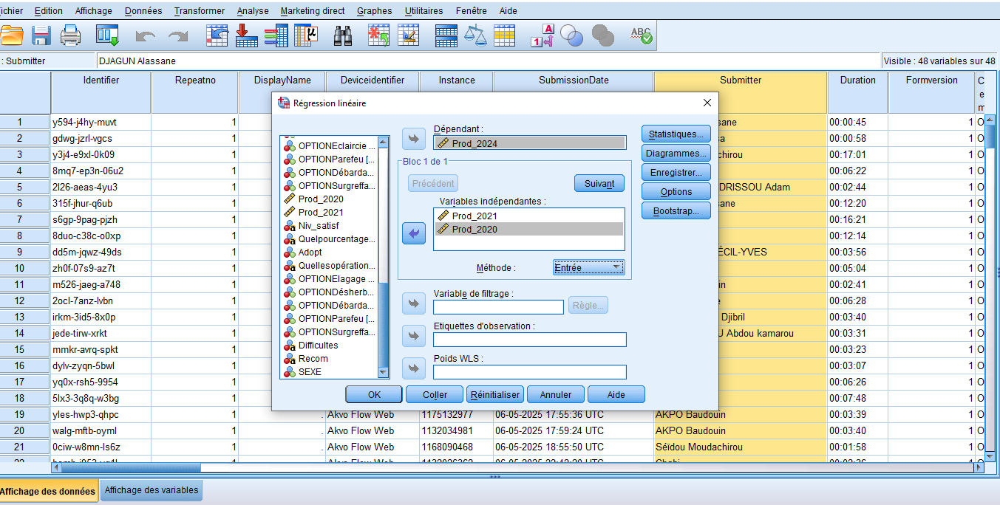 ichier Edition Affichage Données Transformer Analyse Marketing direct Graphes Utilitaires Fenêtre Aide
: Submitter DJAGUN Alassane Visible : 48 variables sur 48
Identifier Repeatno DisplayName Deviceidentifier Instance SubmissionDate Submitter Duration Formversion C
e
m
1 y594-j4hy-muvt 1 sane 00:00:45 1 O
2 gdwg-jzrl-vgcs 1 sa 00:00:58 1 O
3 y3j4-e9xl-0k09 1 chirou 00:17:01 1 O
4 8mq7-ep3n-06u2 1 00:06:22 1 O
5 2l26-aeas-4yu3 1 DRISSOU Adam 00:02:44 1 O
6 315f-jhur-q6ub 1 sane 00:12:20 1 O
7 s6gp-9pag-pjzh 1 00:16:21 1 O
8 8duo-c38c-o0xp 1 00:12:14 1 O
9 dd5m-jqwz-49ds 1 ÉCIL-YVES 00:03:56 1 O
10 zh0f-07s9-az7t 1 00:05:04 1 O
11 m526-jaeg-a748 1 in 00:02:41 1 O
12 2ocl-7anz-lvbn 1 e 00:06:28 1 O
13 irkm-3id5-8x0p 1 Djibril 00:03:40 1 O
14 jede-tirw-xrkt 1 U Abdou kamarou 00:03:31 1 O
15 mmkr-avrq-spkt 1 00:03:23 1 O
16 dylv-zyqn-5bwl 1 00:03:07 1 O
17 yq0x-rsh5-9954 1 00:06:26 1 O
18 5lx3-3q8q-w3bg 1 00:07:48 1 O
19 yles-hwp3-qhpc 1 . Akvo Flow Web 1175132977 06-05-2025 17:55:36 UTC AKPO Baudouin 00:03:39 1 O
20 walg-mftb-oyml 1 . Akvo Flow Web 1132034981 06-05-2025 17:59:24 UTC AKPO Baudouin 00:03:40 1 O
21 0ciw-w8mn-ls6z 1 . Akvo Flow Web 1168090468 06-05-2025 18:55:50 UTC Séïdou Moudachirou 00:01:58 1 O
Régression linéaire
OPTIONEclaircie ...
OPTIONParefeu [...
OPTIONDébarda...
OPTIONSurgreffa...
Prod_2020
Prod_2021
Niv_satisf
Quelpourcentage...
Adopt
Quellesopération...
OPTIONElagage ...
OPTIONDésherb...
OPTIONDébarda...
OPTIONParefeu [...
OPTIONSurgreffa...
Difficultes
Recom
SEXE
Dépendant :
Prod_2024
Bloc 1 de 1
Précédent Suivant
Variables indépendantes :
Prod_2021
Prod_2020
Méthode : Entrée
Variable de filtrage :
Règle...
Etiquettes d'observation :
Poids WLS :
Statistiques...
Diagrammes...
Enregistrer...
Options
Bootstrap...
OK Coller Réinitialiser Annuler Aide
Affichage des données Affichage des variables